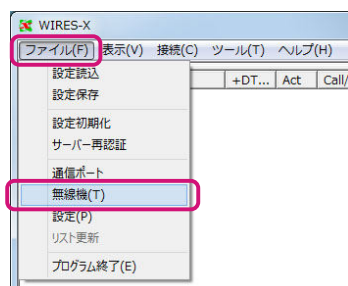 WIRES-X
ファイル(F) 表示(V) 接続(C) ツール(T) ヘルプ(H)
設定読込
+DT... Act Call/
設定保存
設定初期化
サーバー再認証
通信ポート
無線機(T)
設定(P)
リスト更新
プログラム終了(E)